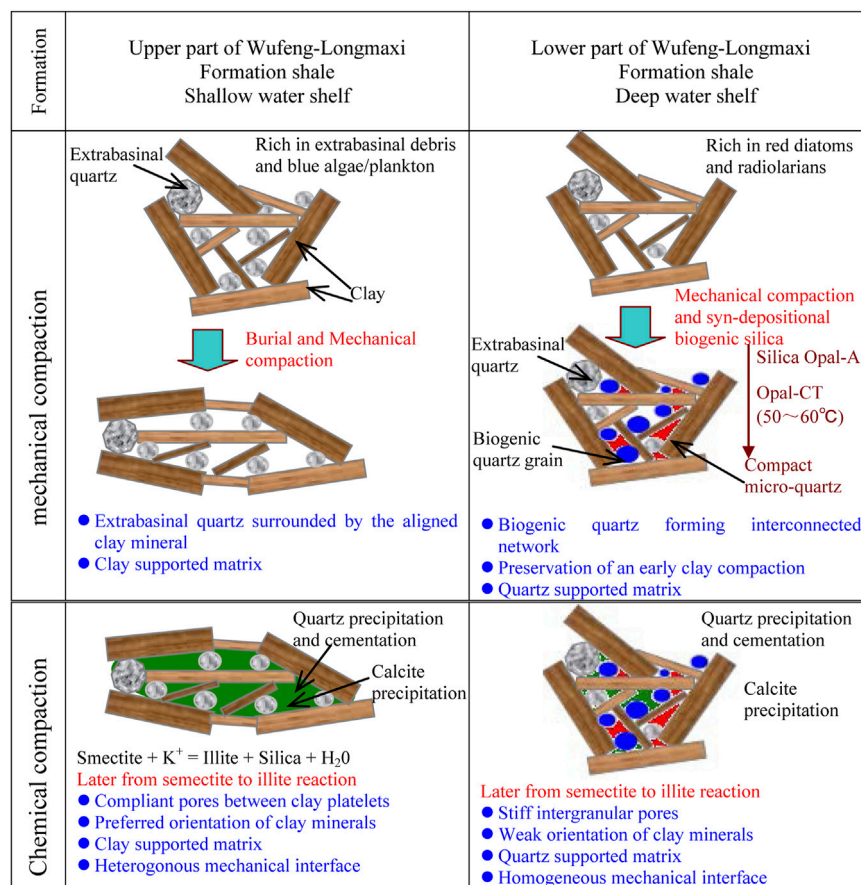 Formation
Upper part of Wufeng-Longmaxi
Formation shale
Shallow water shelf
Lower part of Wufeng-Longmaxi
Formation shale
Deep water shelf
mechanical compaction
Extrabasinal
quartz
Rich in extrabasinal debris
and blue algae/plankton
Clay
Burial and Mechanical
compaction
● Extrabasinal quartz surrounded by the aligned
clay mineral
● Clay supported matrix
Rich in red diatoms
and radiolarians
Mechanical compaction
and syn-depositional
biogenic silica
Extrabasinal
quartz
Silica Opal-A
Opal-CT
(50～60℃)
Biogenic
quartz grain
Compact
micro-quartz
● Biogenic quartz forming interconnected
network
● Preservation of an early clay compaction
● Quartz supported matrix
Chemical compaction
Quartz precipitation
and cementation
Calcite
precipitation
Smectite + K⁺ = Illite + Silica + H₂0
Later from semectite to illite reaction
● Compliant pores between clay platelets
● Preferred orientation of clay minerals
● Clay supported matrix
● Heterogonous mechanical interface
Quartz precipitation
and cementation
Calcite
precipitation
Later from semectite to illite reaction
● Stiff intergranular pores
● Weak orientation of clay minerals
● Quartz supported matrix
● Homogeneous mechanical interface